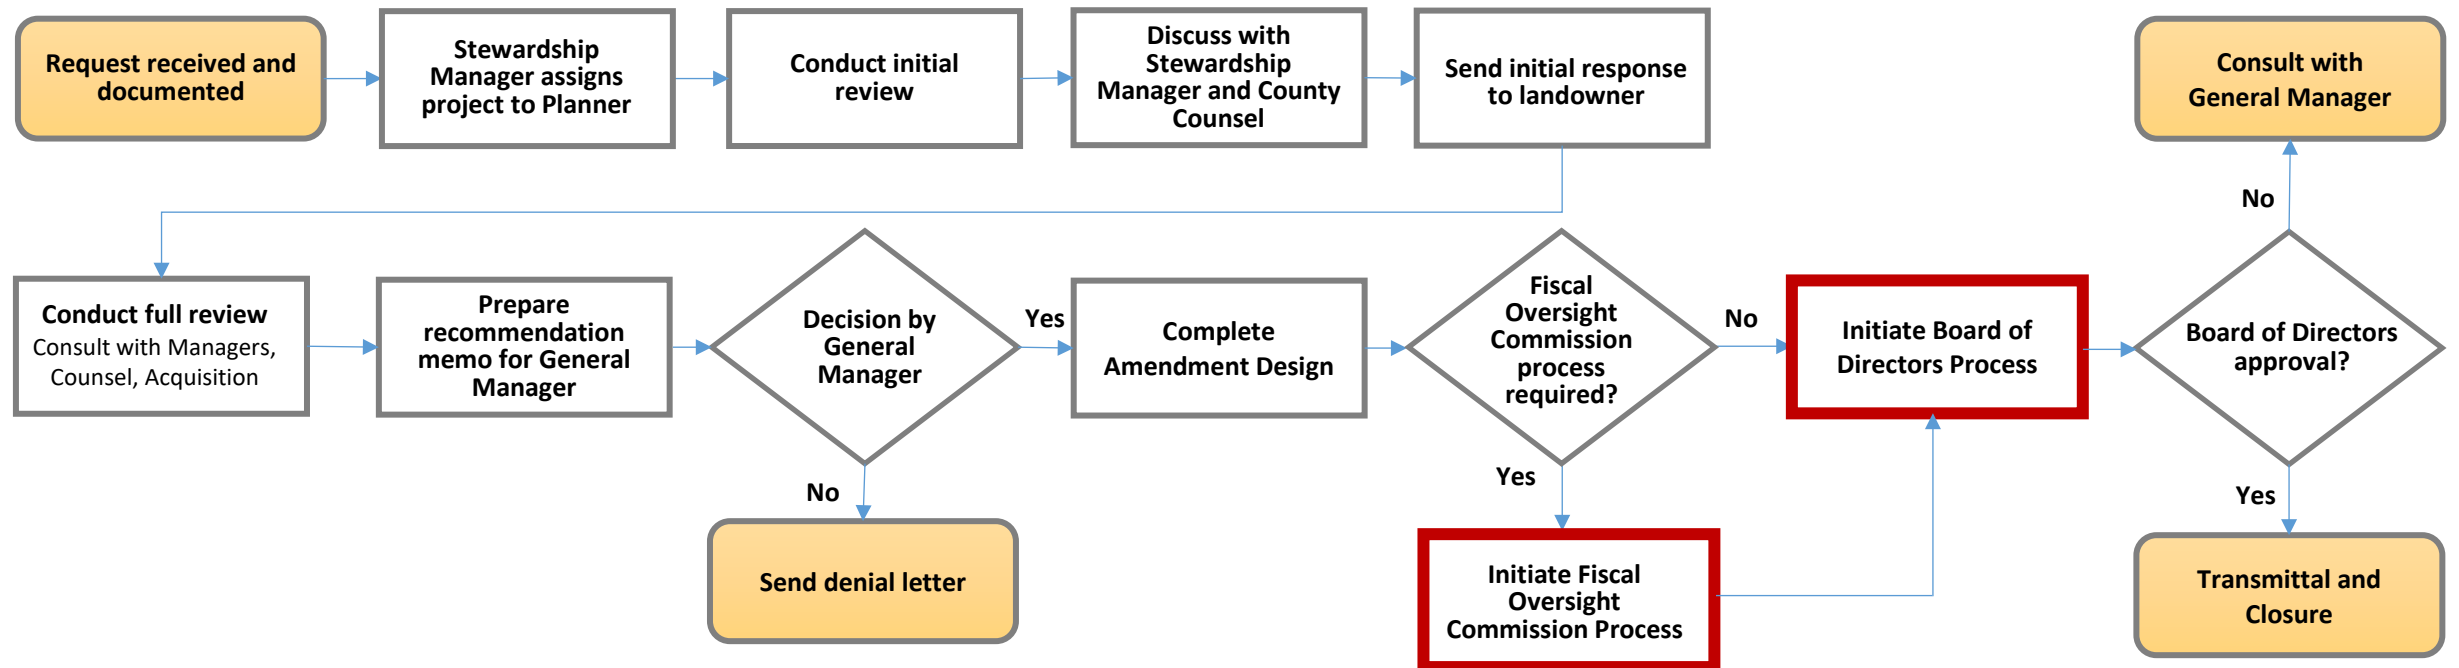 Request received and
documented
Stewardship
Manager assigns
project to Planner
Conduct initial
review
Discuss with
Stewardship
Manager and County
Counsel
Send initial response
to landowner
Consult with
General Manager
No
Conduct full review
Consult with Managers,
Counsel, Acquisition
Prepare
recommendation
memo for General
Manager
Decision by
General
Manager
Yes
Complete
Amendment Design
Fiscal
Oversight
Commission
process
required?
No
Initiate Board of
Directors Process
Board of Directors
approval?
No
Yes
Yes
Send denial letter
Initiate Fiscal
Oversight
Commission Process
Transmittal and
Closure